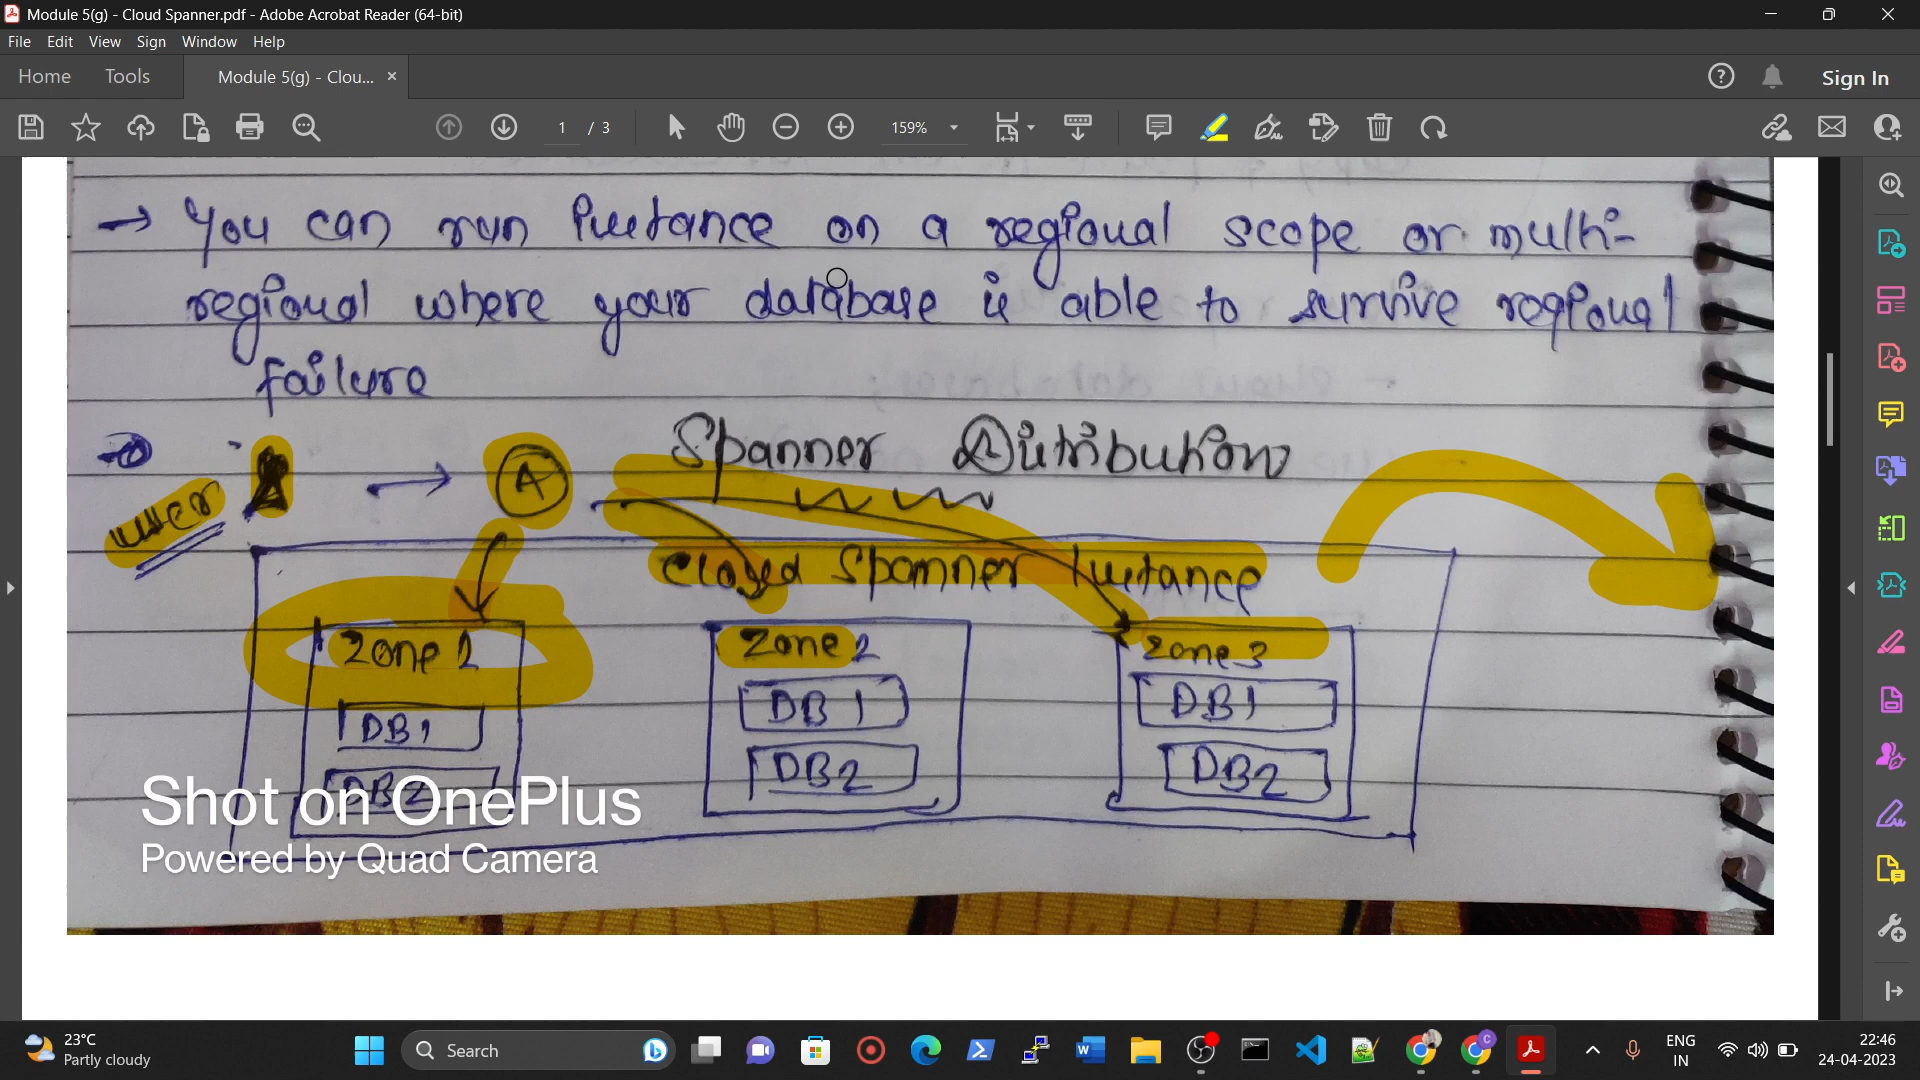 Module 5(g) - Cloud Spanner.pdf - Adobe Acrobat Reader (64-bit)
File Edit View Sign Window Help
Home Tools Module 5(g) - Clou... × Sign In
1 / 3 159%
→ You can run instance on a regional scope or multi-
regional where your database is able to survive regional
failure
Spanner Distribution
user → A
Cloud Spanner Instance
Zone 1 Zone 2 Zone 3
DB1 DB1 DB1
DB2 DB2 DB2
Shot on OnePlus
Powered by Quad Camera
23°C
Partly cloudy
Search
ENG
IN
22:46
24-04-2023